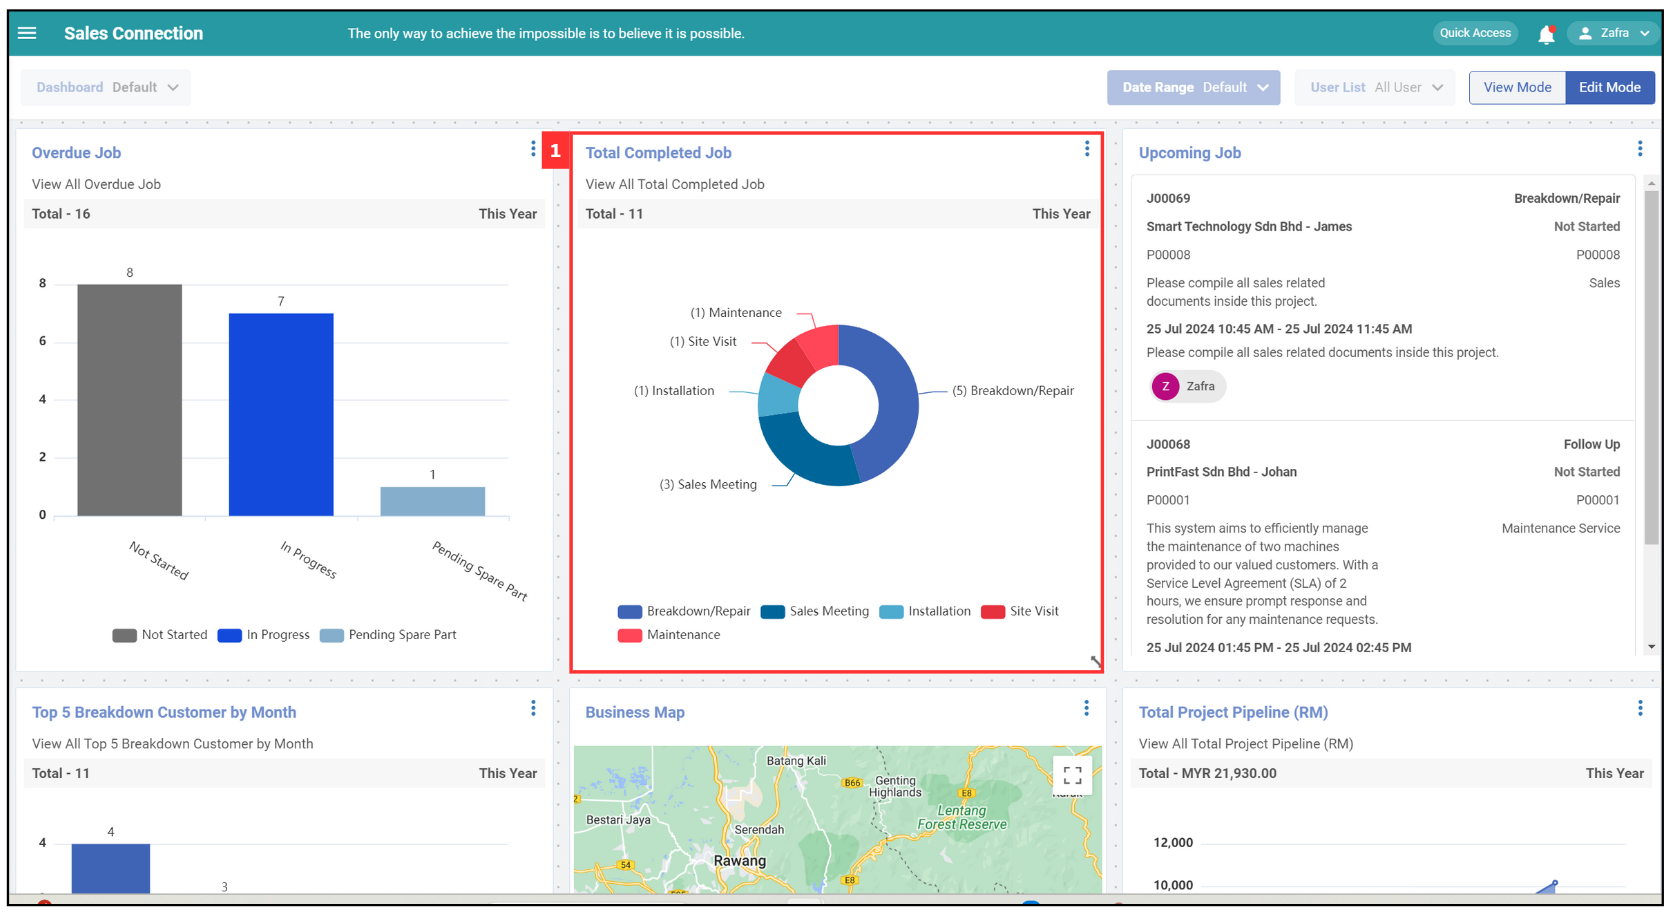 Sales Connection
The only way to achieve the impossible is to believe it is possible.
Quick Access
Zafra
Dashboard Default
Date Range Default
User List All User
View Mode
Edit Mode
Overdue Job
View All Overdue Job
Total - 16 This Year
8
6
4
2
0
8
7
1
Not Started
In Progress
Pending Spare Part
Not Started In Progress Pending Spare Part
1
Total Completed Job
View All Total Completed Job
Total - 11 This Year
(1) Maintenance
(1) Site Visit
(1) Installation
(5) Breakdown/Repair
(3) Sales Meeting
Breakdown/Repair Sales Meeting Installation Site Visit
Maintenance
Upcoming Job
J00069 Breakdown/Repair
Smart Technology Sdn Bhd - James Not Started
P00008 P00008
Please compile all sales related Sales
documents inside this project.
25 Jul 2024 10:45 AM - 25 Jul 2024 11:45 AM
Please compile all sales related documents inside this project.
Z Zafra
J00068 Follow Up
PrintFast Sdn Bhd - Johan Not Started
P00001 P00001
This system aims to efficiently manage Maintenance Service
the maintenance of two machines
provided to our valued customers. With a
Service Level Agreement (SLA) of 2
hours, we ensure prompt response and
resolution for any maintenance requests.
25 Jul 2024 01:45 PM - 25 Jul 2024 02:45 PM
Top 5 Breakdown Customer by Month
View All Top 5 Breakdown Customer by Month
Total - 11 This Year
4
4
3
Business Map
Batang Kali
B66
Genting
Highlands
E8
Bestari Jaya
Lentang
Forest Reserve
Serendah
Rawang
54
E8
Total Project Pipeline (RM)
View All Total Project Pipeline (RM)
Total - MYR 21,930.00 This Year
12,000
10,000